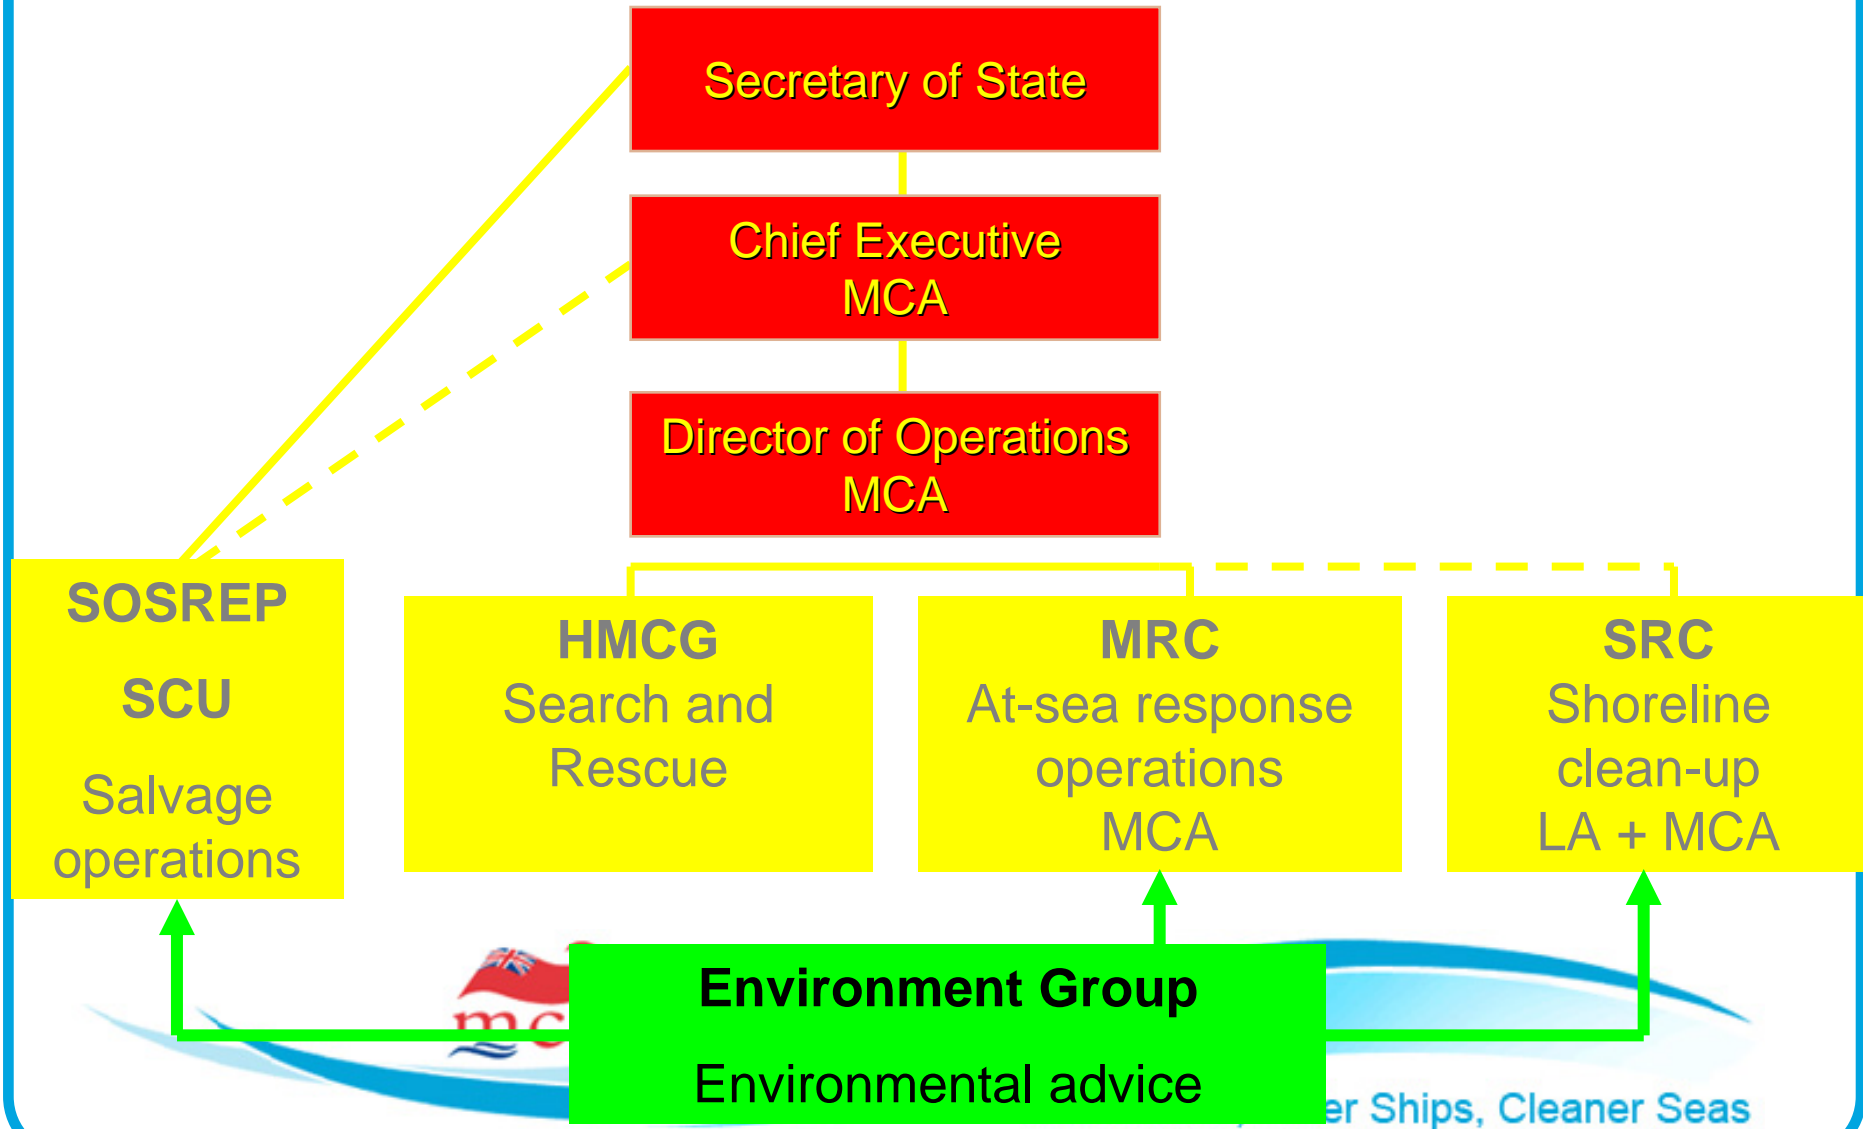 Secretary of State
Chief Executive
MCA
Director of Operations
MCA
SOSREP
SCU
Salvage
operations
HMCG
Search and
Rescue
MRC
At-sea response
operations
MCA
SRC
Shoreline
clean-up
LA + MCA
Environment Group
Environmental advice
mc
er Ships, Cleaner Seas